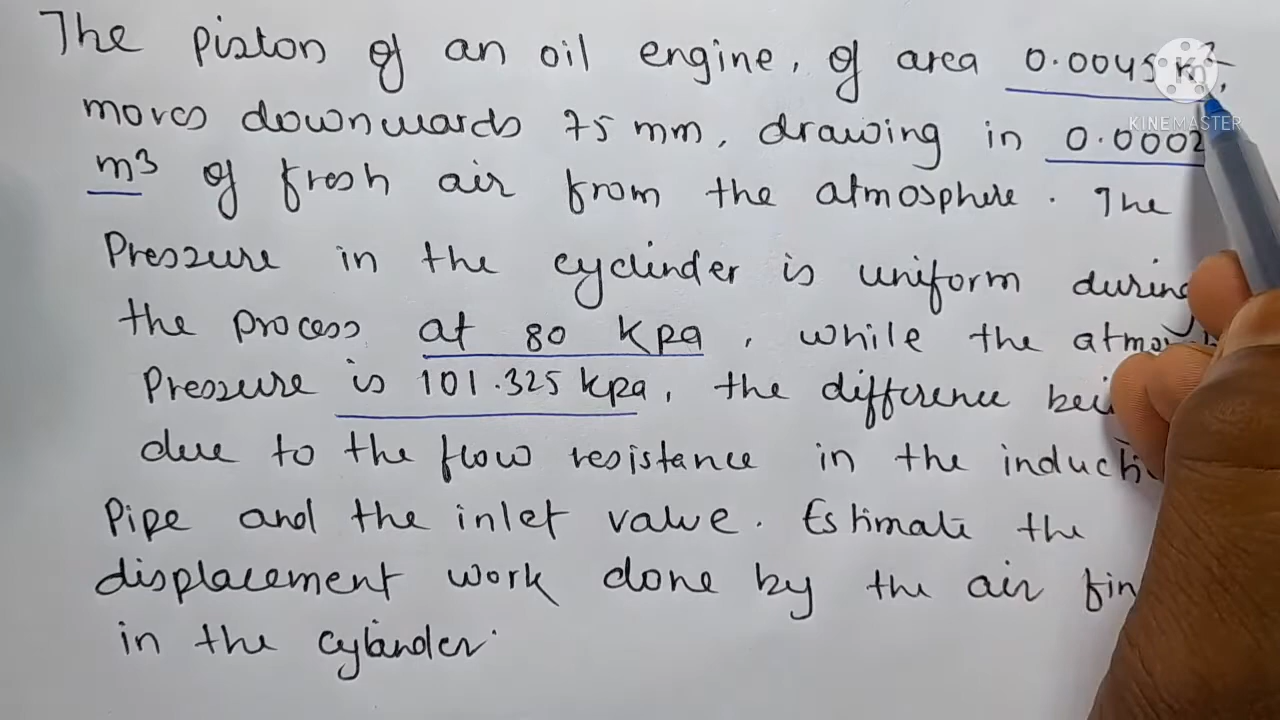 The piston of an oil engine, of area 0.0045 m²,
moves downwards 75 mm, drawing in 0.0002
m³ of fresh air from the atmosphere. The
Pressure in the cyclinder is uniform during
the process at 80 kpa, while the
Pressure is 101.325 kpa, the difference
due to the flow resistance in the
Pipe and the inlet valve. Estimate the
displacement work done by the air
in the cylinder.
KINEMASTER